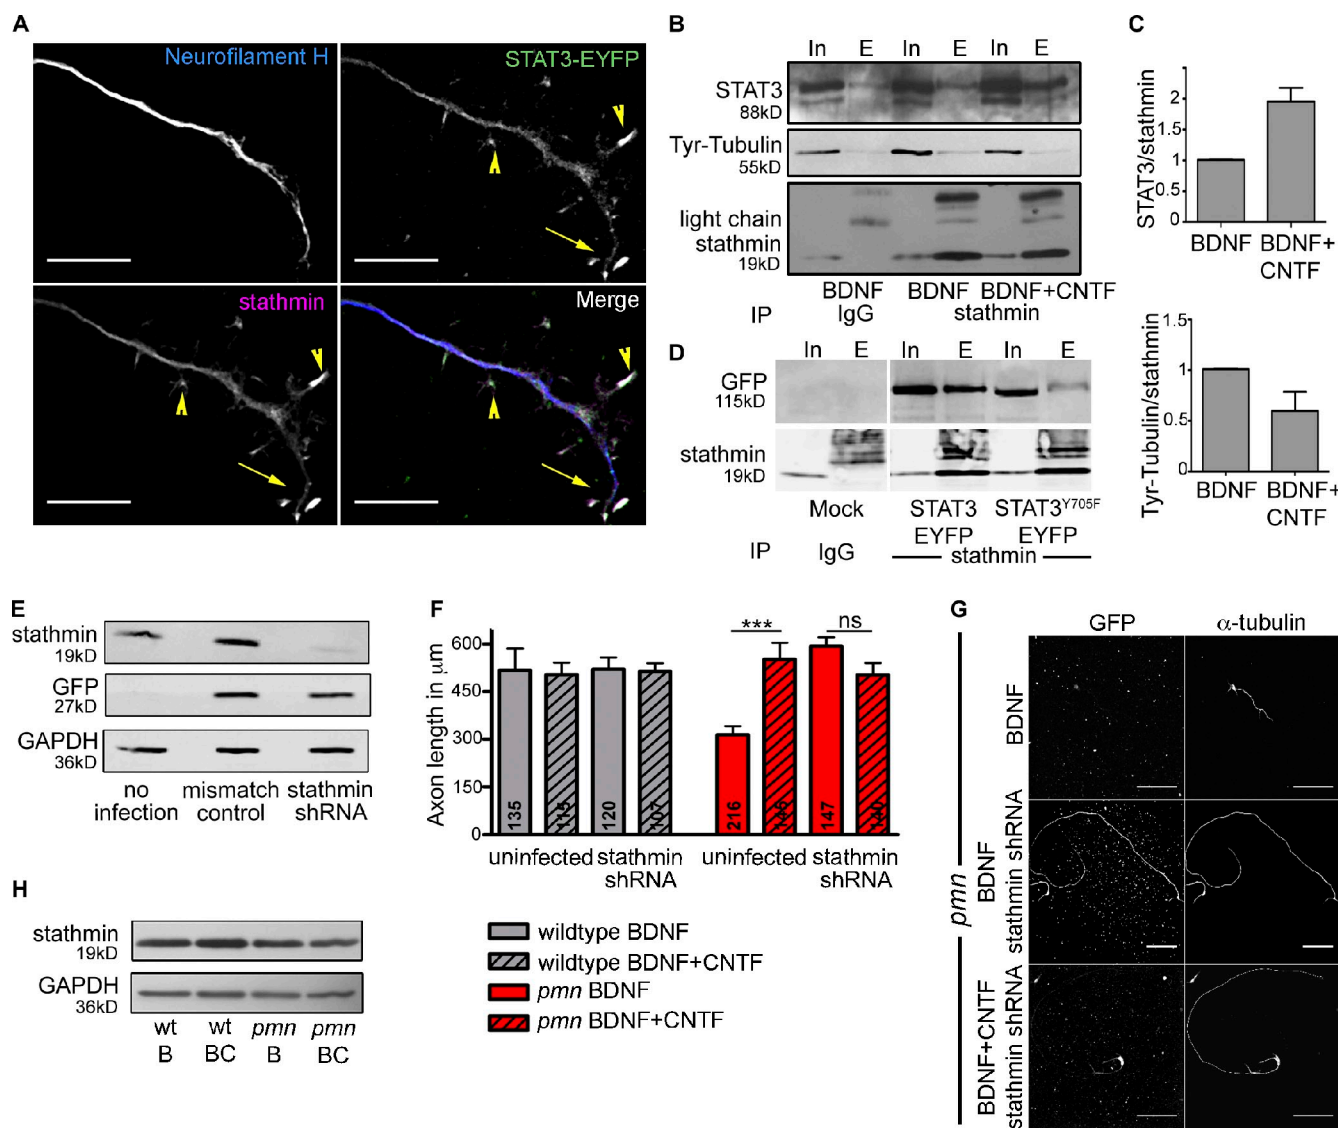 A
Neurofilament H
STAT3-EYFP
stathmin
Merge
B
In E In E In E
STAT3
88kD
Tyr-Tubulin
55kD
light chain
stathmin
19kD
BDNF BDNF BDNF+CNTF
IP IgG stathmin
C
STAT3/stathmin
2
1.5
1
0.5
0
BDNF BDNF+
CNTF
Tyr-Tubulin/stathmin
1.5
1
0.5
0
BDNF BDNF+
CNTF
D
In E In E In E
GFP
115kD
stathmin
19kD
Mock STAT3 STAT3Y705F
EYFP EYFP
IP IgG stathmin
E
stathmin
19kD
GFP
27kD
GAPDH
36kD
no mismatch stathmin
infection control shRNA
F
Axon length in μm
600
450
300
150
0
*** ns
135 115 120 107 216 146 147 140
uninfected stathmin uninfected stathmin
shRNA shRNA
wildtype BDNF
wildtype BDNF+CNTF
pmn BDNF
pmn BDNF+CNTF
G
GFP α-tubulin
pmn
BDNF
BDNF
stathmin shRNA
BDNF+CNTF
stathmin shRNA
H
stathmin
19kD
GAPDH
36kD
wt wt pmn pmn
B BC B BC